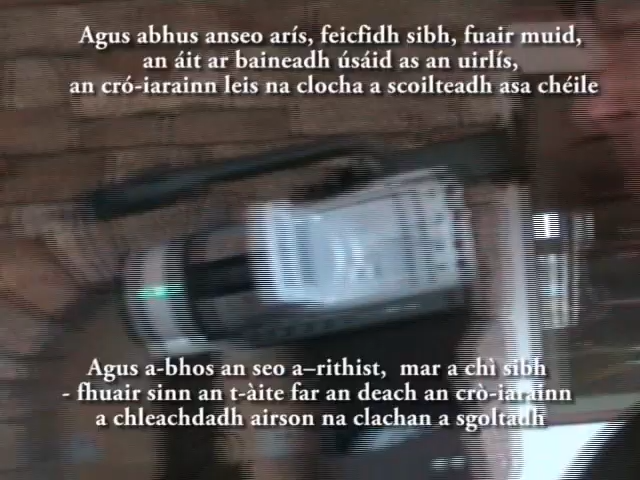 Agus abhus anseo arís, feicfidh sibh, fuair muid,
an áit ar baineadh úsáid as an uirlís,
an cró-iarainn leis na clocha a scoilteadh asa chéile
Agus a-bhos an seo a–rithist, mar a chì sibh
- fhuair sinn an t-àite far an deach an crò-iarainn
a chleachdadh airson na clachan a sgoltadh